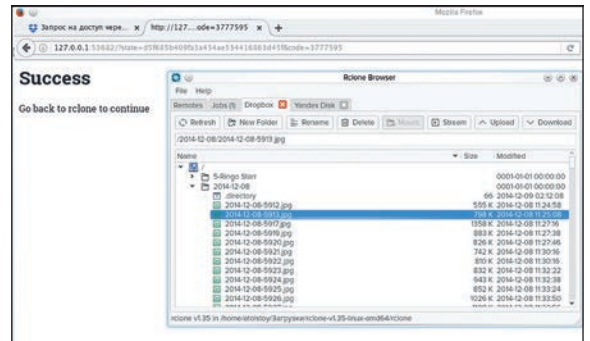 Mozilla Firefox
Запрос на доступ чере...
http://127....ode=3777595
Success
Go back to rclone to continue
Rclone Browser
File Help
Remotes Jobs (1) Dropbox Yandex Disk
Refresh New Folder Rename Delete Mount Stream Upload Download
/2014-12-08/2014-12-08-5913.jpg
Name Size Modified
/
5-Ringo Starr 0001-01-01 00:00:00
2014-12-08 0001-01-01 00:00:00
.directory 66 2014-12-09 02:12:08
2014-12-08-5912.jpg 555 K 2014-12-08 11:24:58
2014-12-08-5913.jpg 798 K 2014-12-08 11:25:08
2014-12-08-5917.jpg 1358 K 2014-12-08 11:27:16
2014-12-08-5919.jpg 883 K 2014-12-08 11:27:38
2014-12-08-5920.jpg 826 K 2014-12-08 11:27:46
2014-12-08-5921.jpg 742 K 2014-12-08 11:30:16
2014-12-08-5922.jpg 810 K 2014-12-08 11:30:16
2014-12-08-5923.jpg 832 K 2014-12-08 11:32:22
2014-12-08-5924.jpg 943 K 2014-12-08 11:32:38
2014-12-08-5925.jpg 852 K 2014-12-08 11:33:24
2014-12-08-5926.jpg 1026 K 2014-12-08 11:33:50
rclone v1.35 in /home/atolstoy/Загрузки/rclone-v1.35-linux-amd64/rclone